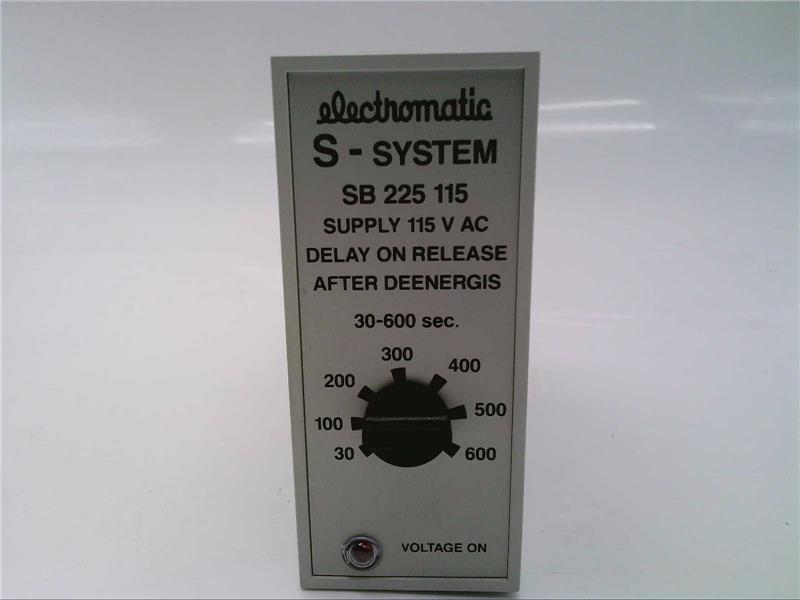 electromatic
S - SYSTEM
SB 225 115
SUPPLY 115 V AC
DELAY ON RELEASE
AFTER DEENERGIS
30-600 sec.
300
200 400
100 500
30 600
VOLTAGE ON